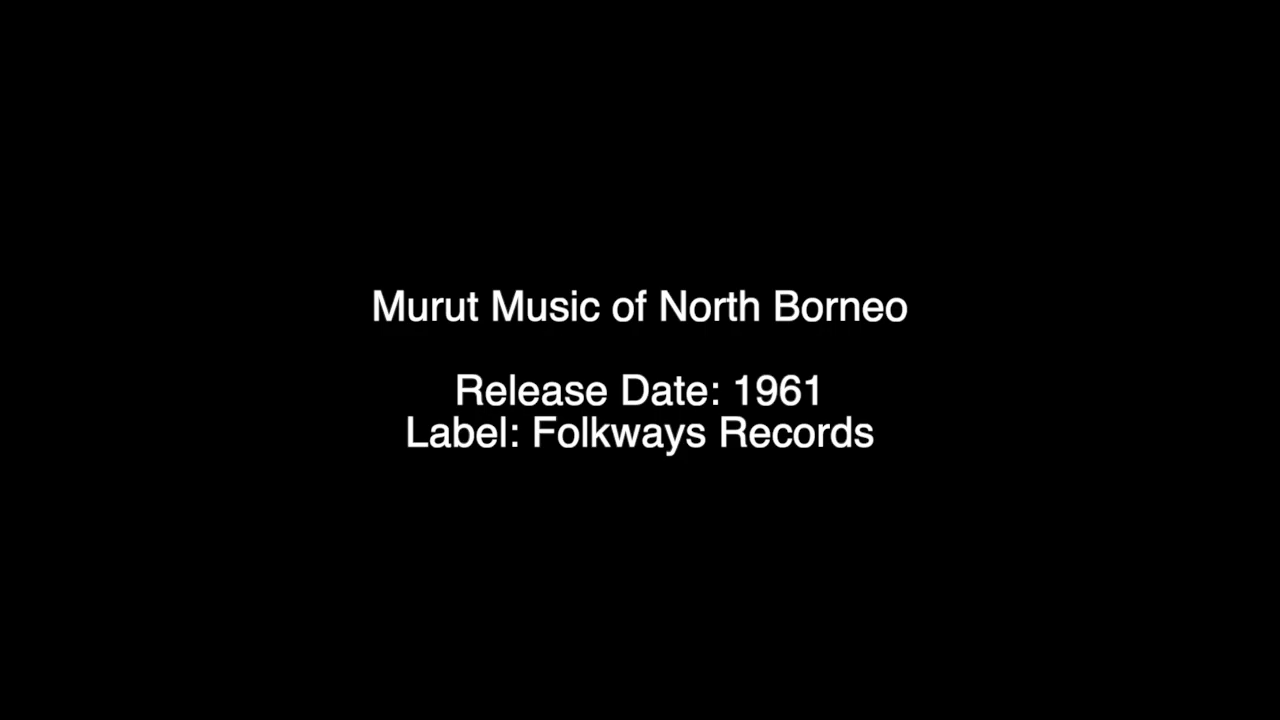 Murut Music of North Borneo
Release Date: 1961
Label: Folkways Records